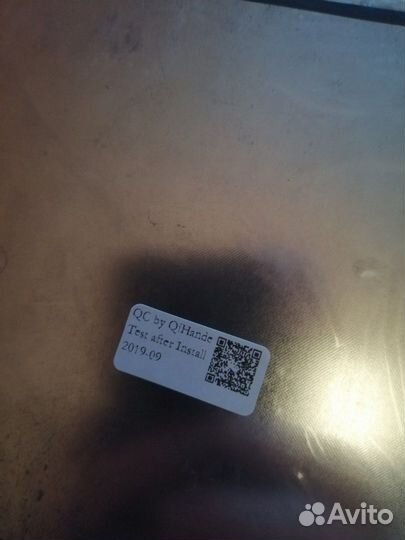 QC by QiHande
Test after Install
2019-09
Avito